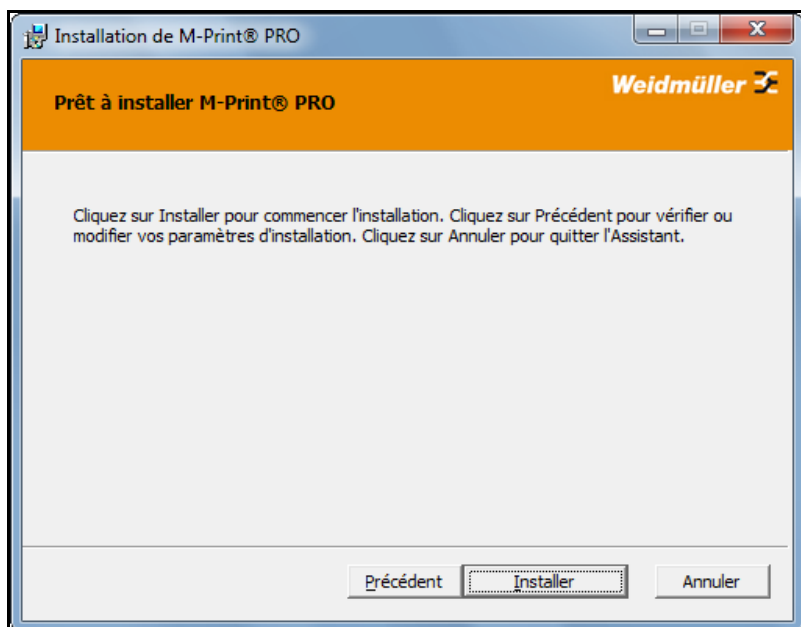 Installation de M-Print® PRO
Weidmüller
Prêt à installer M-Print® PRO
Cliquez sur Installer pour commencer l'installation. Cliquez sur Précédent pour vérifier ou
modifier vos paramètres d'installation. Cliquez sur Annuler pour quitter l'Assistant.
Précédent Installer Annuler